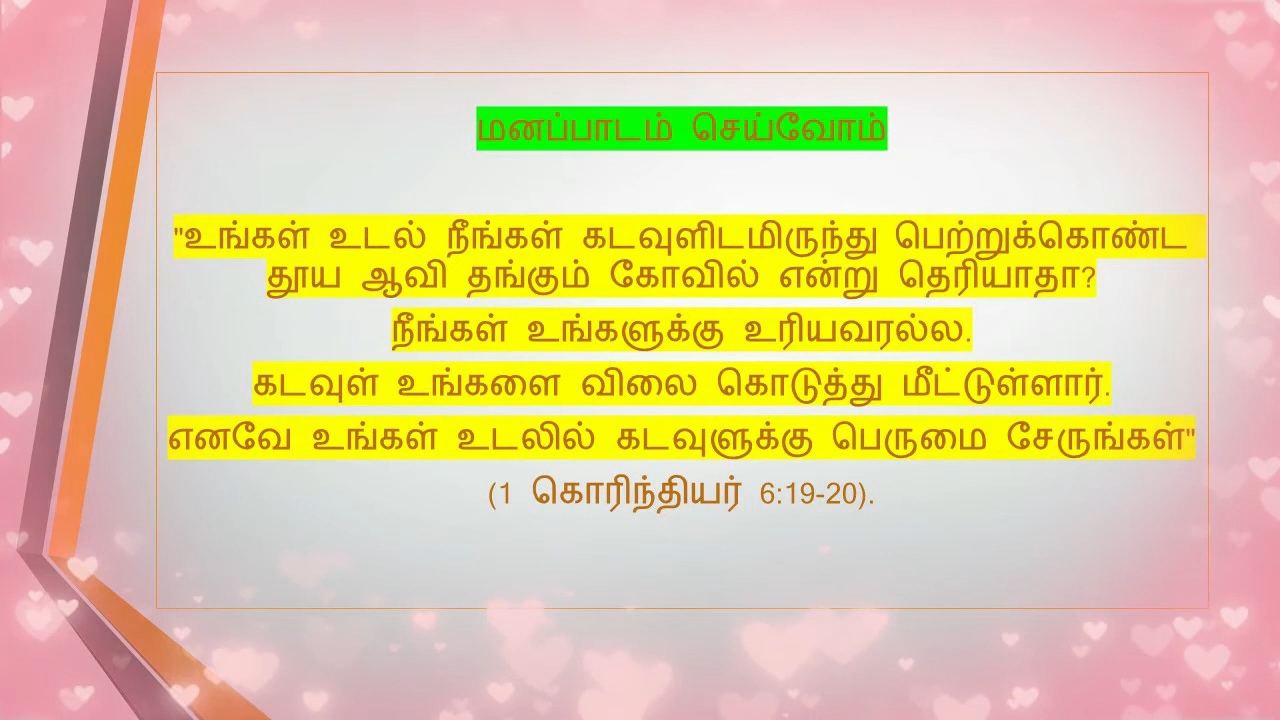 மனப்பாடம் செய்வோம்
"உங்கள் உடல் நீங்கள் கடவுளிடமிருந்து பெற்றுக்கொண்ட
தூய ஆவி தங்கும் கோவில் என்று தெரியாதா?
நீங்கள் உங்களுக்கு உரியவரல்ல.
கடவுள் உங்களை விலை கொடுத்து மீட்டுள்ளார்.
எனவே உங்கள் உடலில் கடவுளுக்கு பெருமை சேருங்கள்"
(1 கொரிந்தியர் 6:19-20).